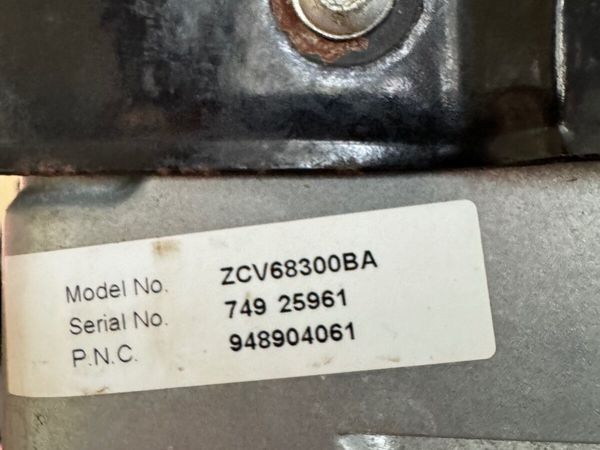 Model No. ZCV68300BA
Serial No. 749 25961
P.N.C. 948904061